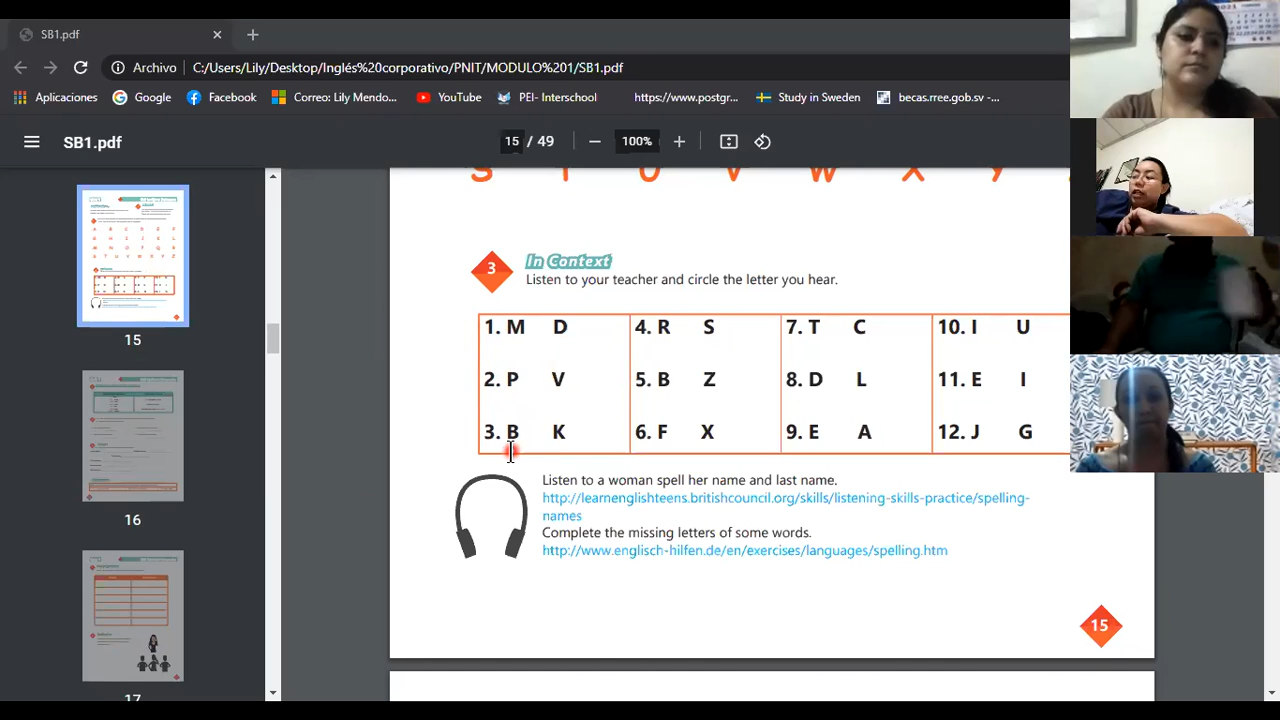 SB1.pdf
Archivo C:/Users/Lily/Desktop/Inglés%20corporativo/PNIT/MODULO%201/SB1.pdf
Aplicaciones Google Facebook Correo: Lily Mendo... YouTube PEI- Interschool https://www.postgr... Study in Sweden becas.rree.gob.sv -...
SB1.pdf 15 / 49 100%
S T U V W X Y
3 In Context
Listen to your teacher and circle the letter you hear.
1. M D 4. R S 7. T C 10. I U
2. P V 5. B Z 8. D L 11. E I
3. B K 6. F X 9. E A 12. J G
Listen to a woman spell her name and last name.
http://learnenglishteens.britishcouncil.org/skills/listening-skills-practice/spelling-
names
Complete the missing letters of some words.
http://www.englisch-hilfen.de/en/exercises/languages/spelling.htm
15
15
16
17
2021